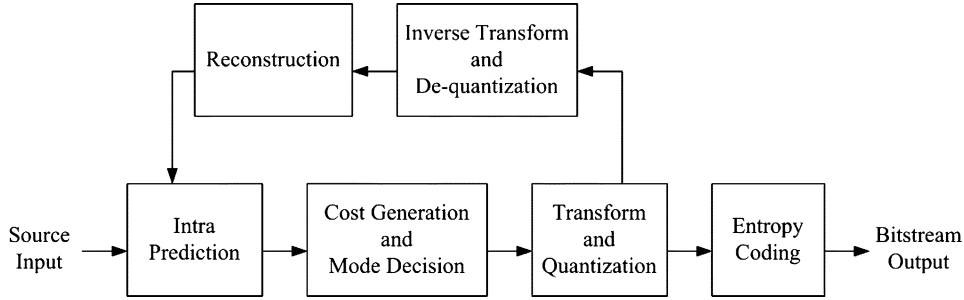 Reconstruction
Inverse Transform
and
De-quantization
Source
Input
Intra
Prediction
Cost Generation
and
Mode Decision
Transform
and
Quantization
Entropy
Coding
Bitstream
Output